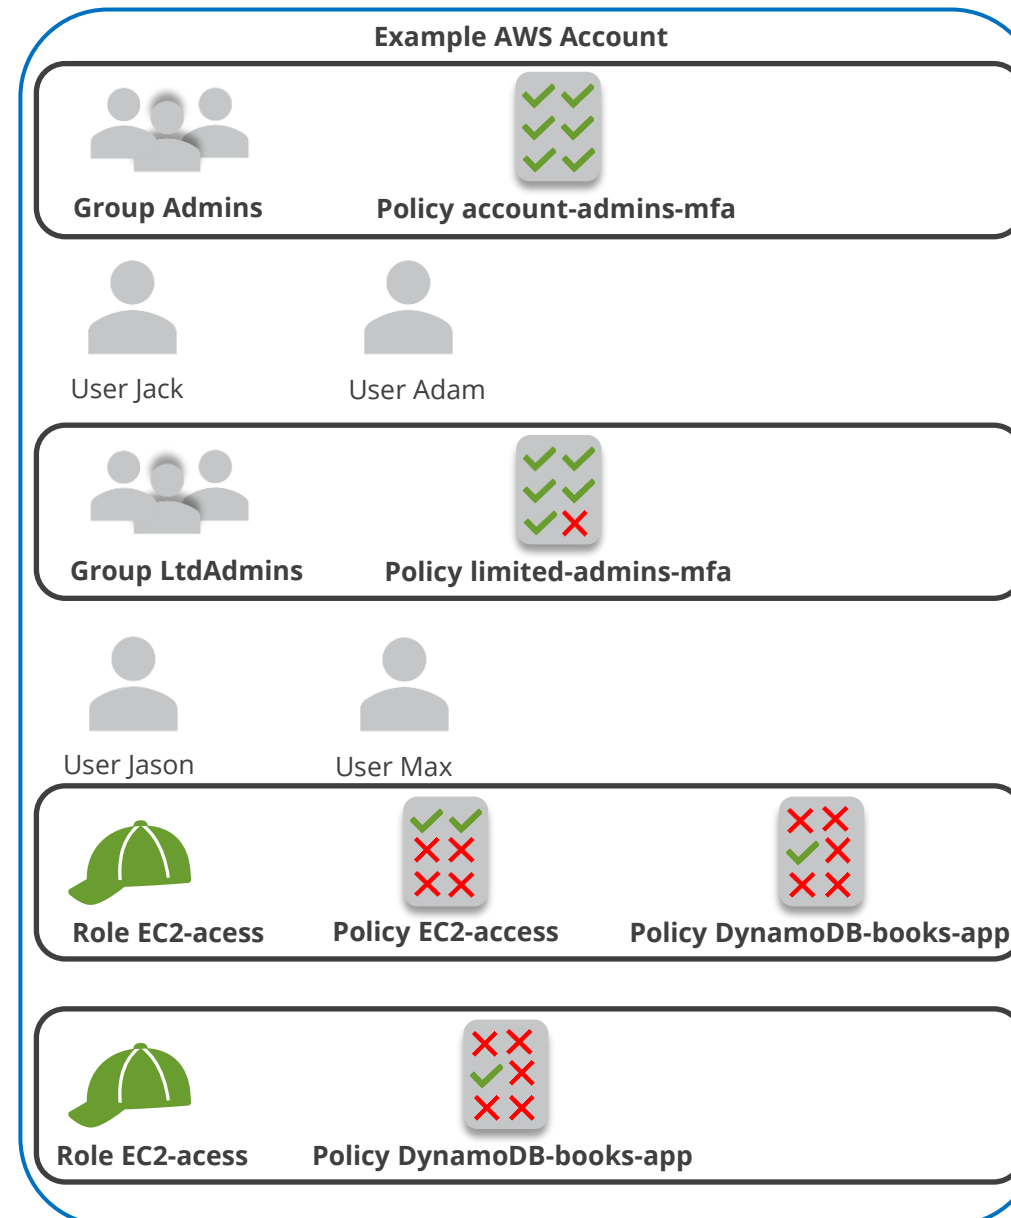 Example AWS Account
Group Admins
Policy account-admins-mfa
User Jack
User Adam
Group LtdAdmins
Policy limited-admins-mfa
User Jason
User Max
Role EC2-acess
Policy EC2-access
Policy DynamoDB-books-app
Role EC2-acess
Policy DynamoDB-books-app